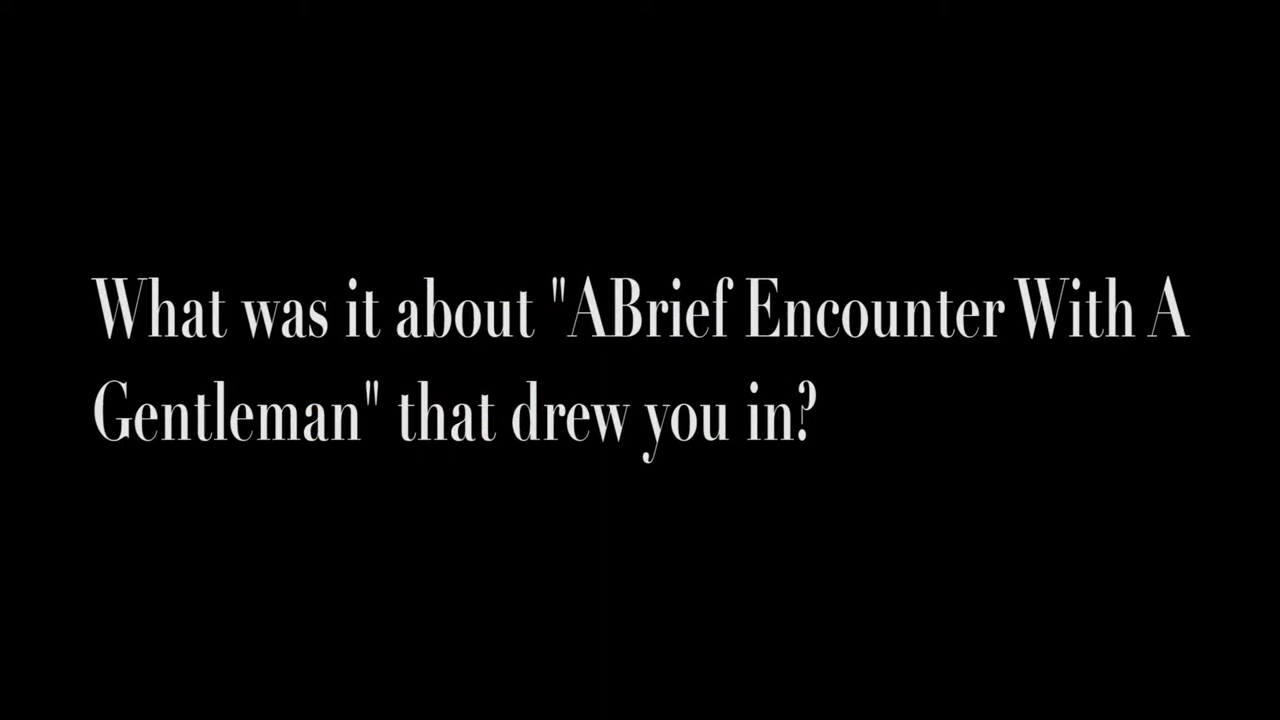 What was it about "ABrief Encounter With A
Gentleman" that drew you in?